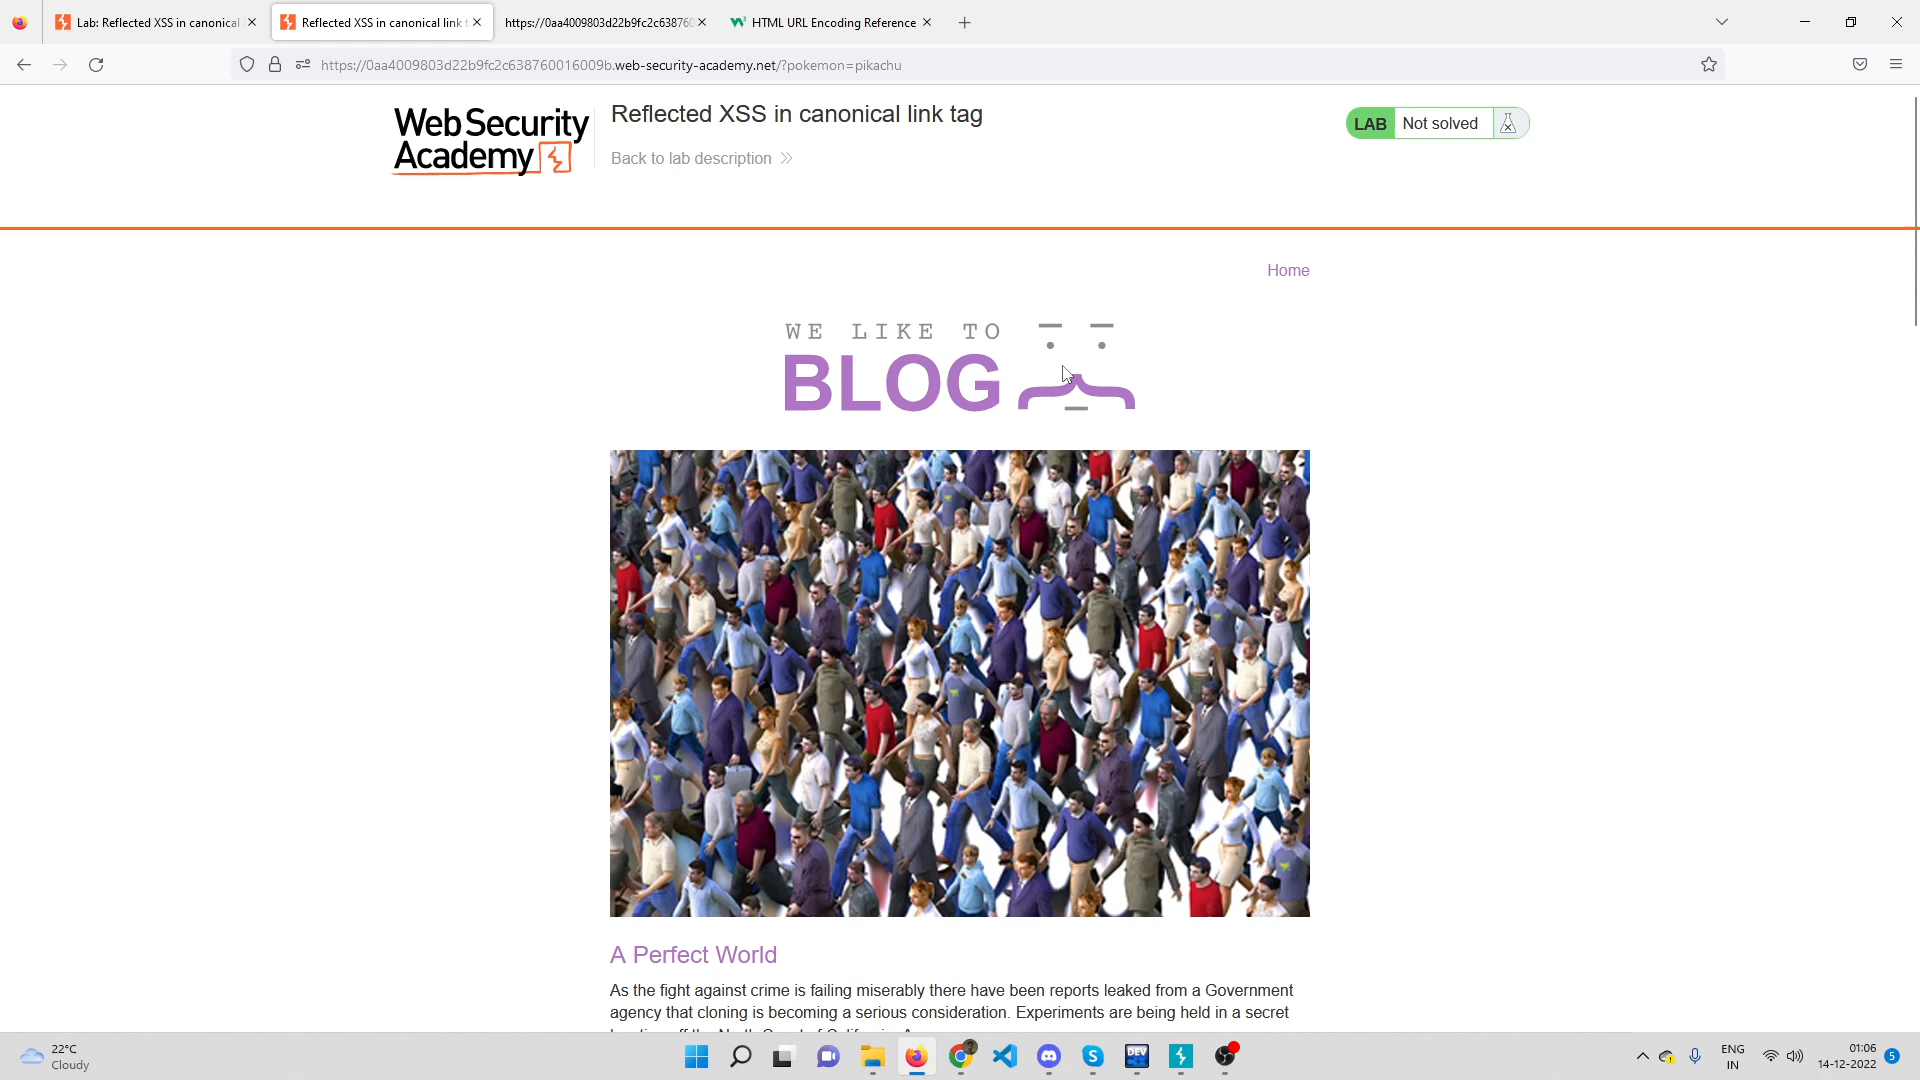 Lab: Reflected XSS in canonical
Reflected XSS in canonical link
https://0aa4009803d22b9fc2c63876
HTML URL Encoding Reference
https://0aa4009803d22b9fc2c638760016009b.web-security-academy.net/?pokemon=pikachu
Web Security
Academy
Reflected XSS in canonical link tag
Back to lab description
LAB Not solved
Home
WE LIKE TO
BLOG
A Perfect World
As the fight against crime is failing miserably there have been reports leaked from a Government
agency that cloning is becoming a serious consideration. Experiments are being held in a secret
22°C
Cloudy
DEV
ENG
IN
01:06
14-12-2022
5